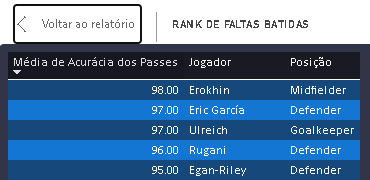 Voltar ao relatório
RANK DE FALTAS BATIDAS
Média de Acurácia dos Passes Jogador Posição
98.00 Erokhin Midfielder
97.00 Eric García Defender
97.00 Ulreich Goalkeeper
96.00 Rugani Defender
95.00 Egan-Riley Defender